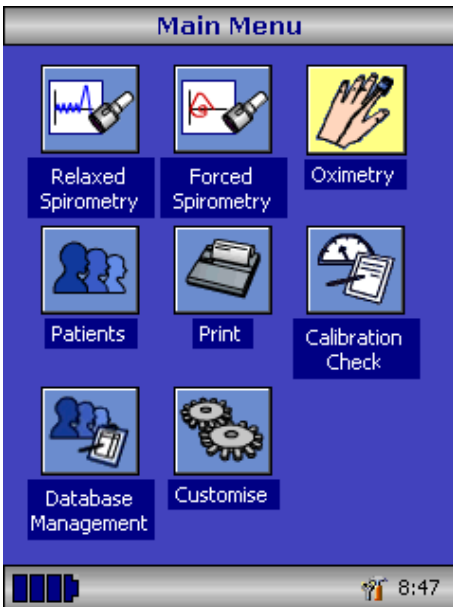 Main Menu
Relaxed
Spirometry
Forced
Spirometry
Oximetry
Patients
Print
Calibration
Check
Database
Management
Customise
8:47